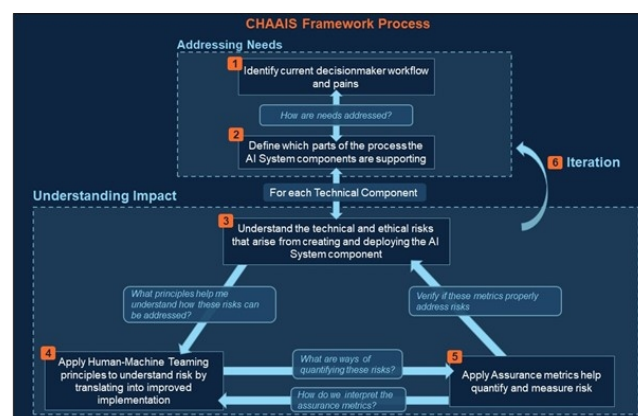 CHAAIS Framework Process
Addressing Needs
1
Identify current decisionmaker workflow
and pains
How are needs addressed?
2
Define which parts of the process the
AI System components are supporting
6 Iteration
For each Technical Component
Understanding Impact
3
Understand the technical and ethical risks
that arise from creating and deploying the AI
System component
What principles help me
understand how these risks can
be addressed?
Verify if these metrics properly
address risks
4
Apply Human-Machine Teaming
principles to understand risk by
translating into improved
implementation
What are ways of
quantifying these risks?
How do we interpret the
assurance metrics?
5
Apply Assurance metrics help
quantify and measure risk